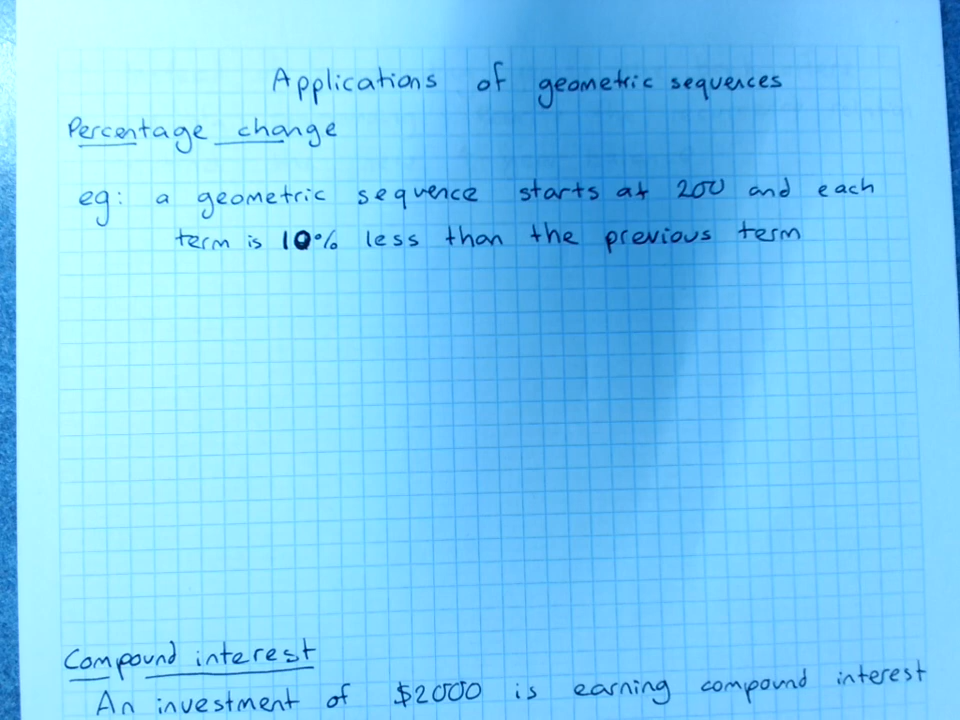 Applications of geometric sequences
Percentage change
eg: a geometric sequence starts at 200 and each
term is 10% less than the previous term
Compound interest
An investment of $2000 is earning compound interest